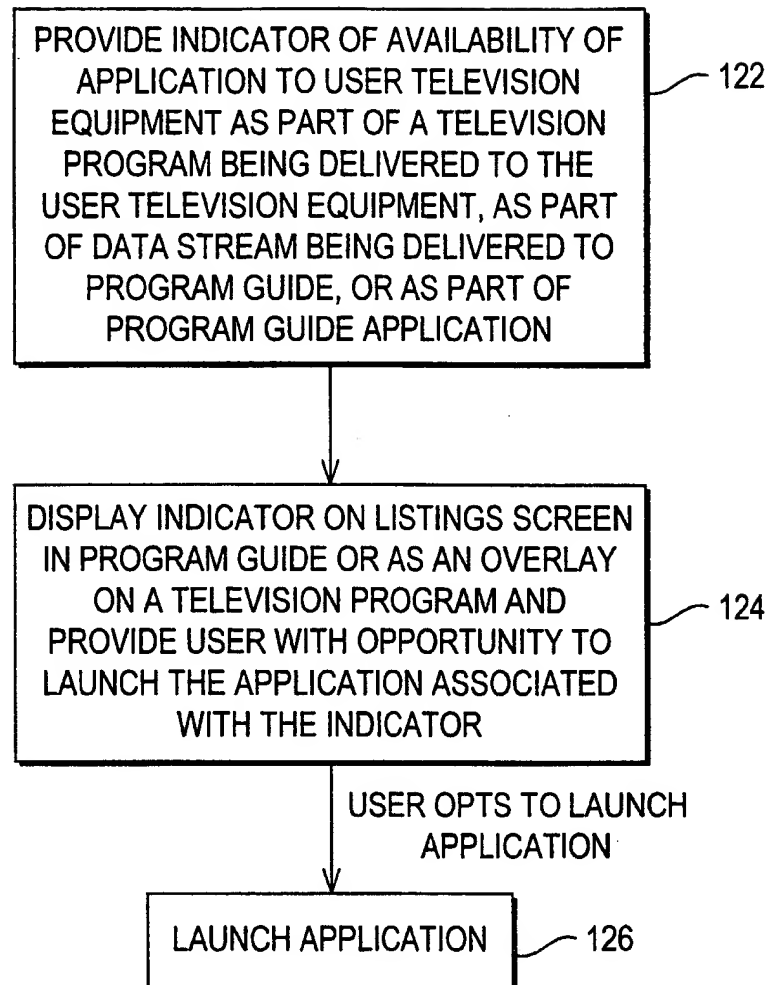 PROVIDE INDICATOR OF AVAILABILITY OF
APPLICATION TO USER TELEVISION
EQUIPMENT AS PART OF A TELEVISION
PROGRAM BEING DELIVERED TO THE
USER TELEVISION EQUIPMENT, AS PART
OF DATA STREAM BEING DELIVERED TO
PROGRAM GUIDE, OR AS PART OF
PROGRAM GUIDE APPLICATION
122
DISPLAY INDICATOR ON LISTINGS SCREEN
IN PROGRAM GUIDE OR AS AN OVERLAY
ON A TELEVISION PROGRAM AND
PROVIDE USER WITH OPPORTUNITY TO
LAUNCH THE APPLICATION ASSOCIATED
WITH THE INDICATOR
124
USER OPTS TO LAUNCH
APPLICATION
LAUNCH APPLICATION
126